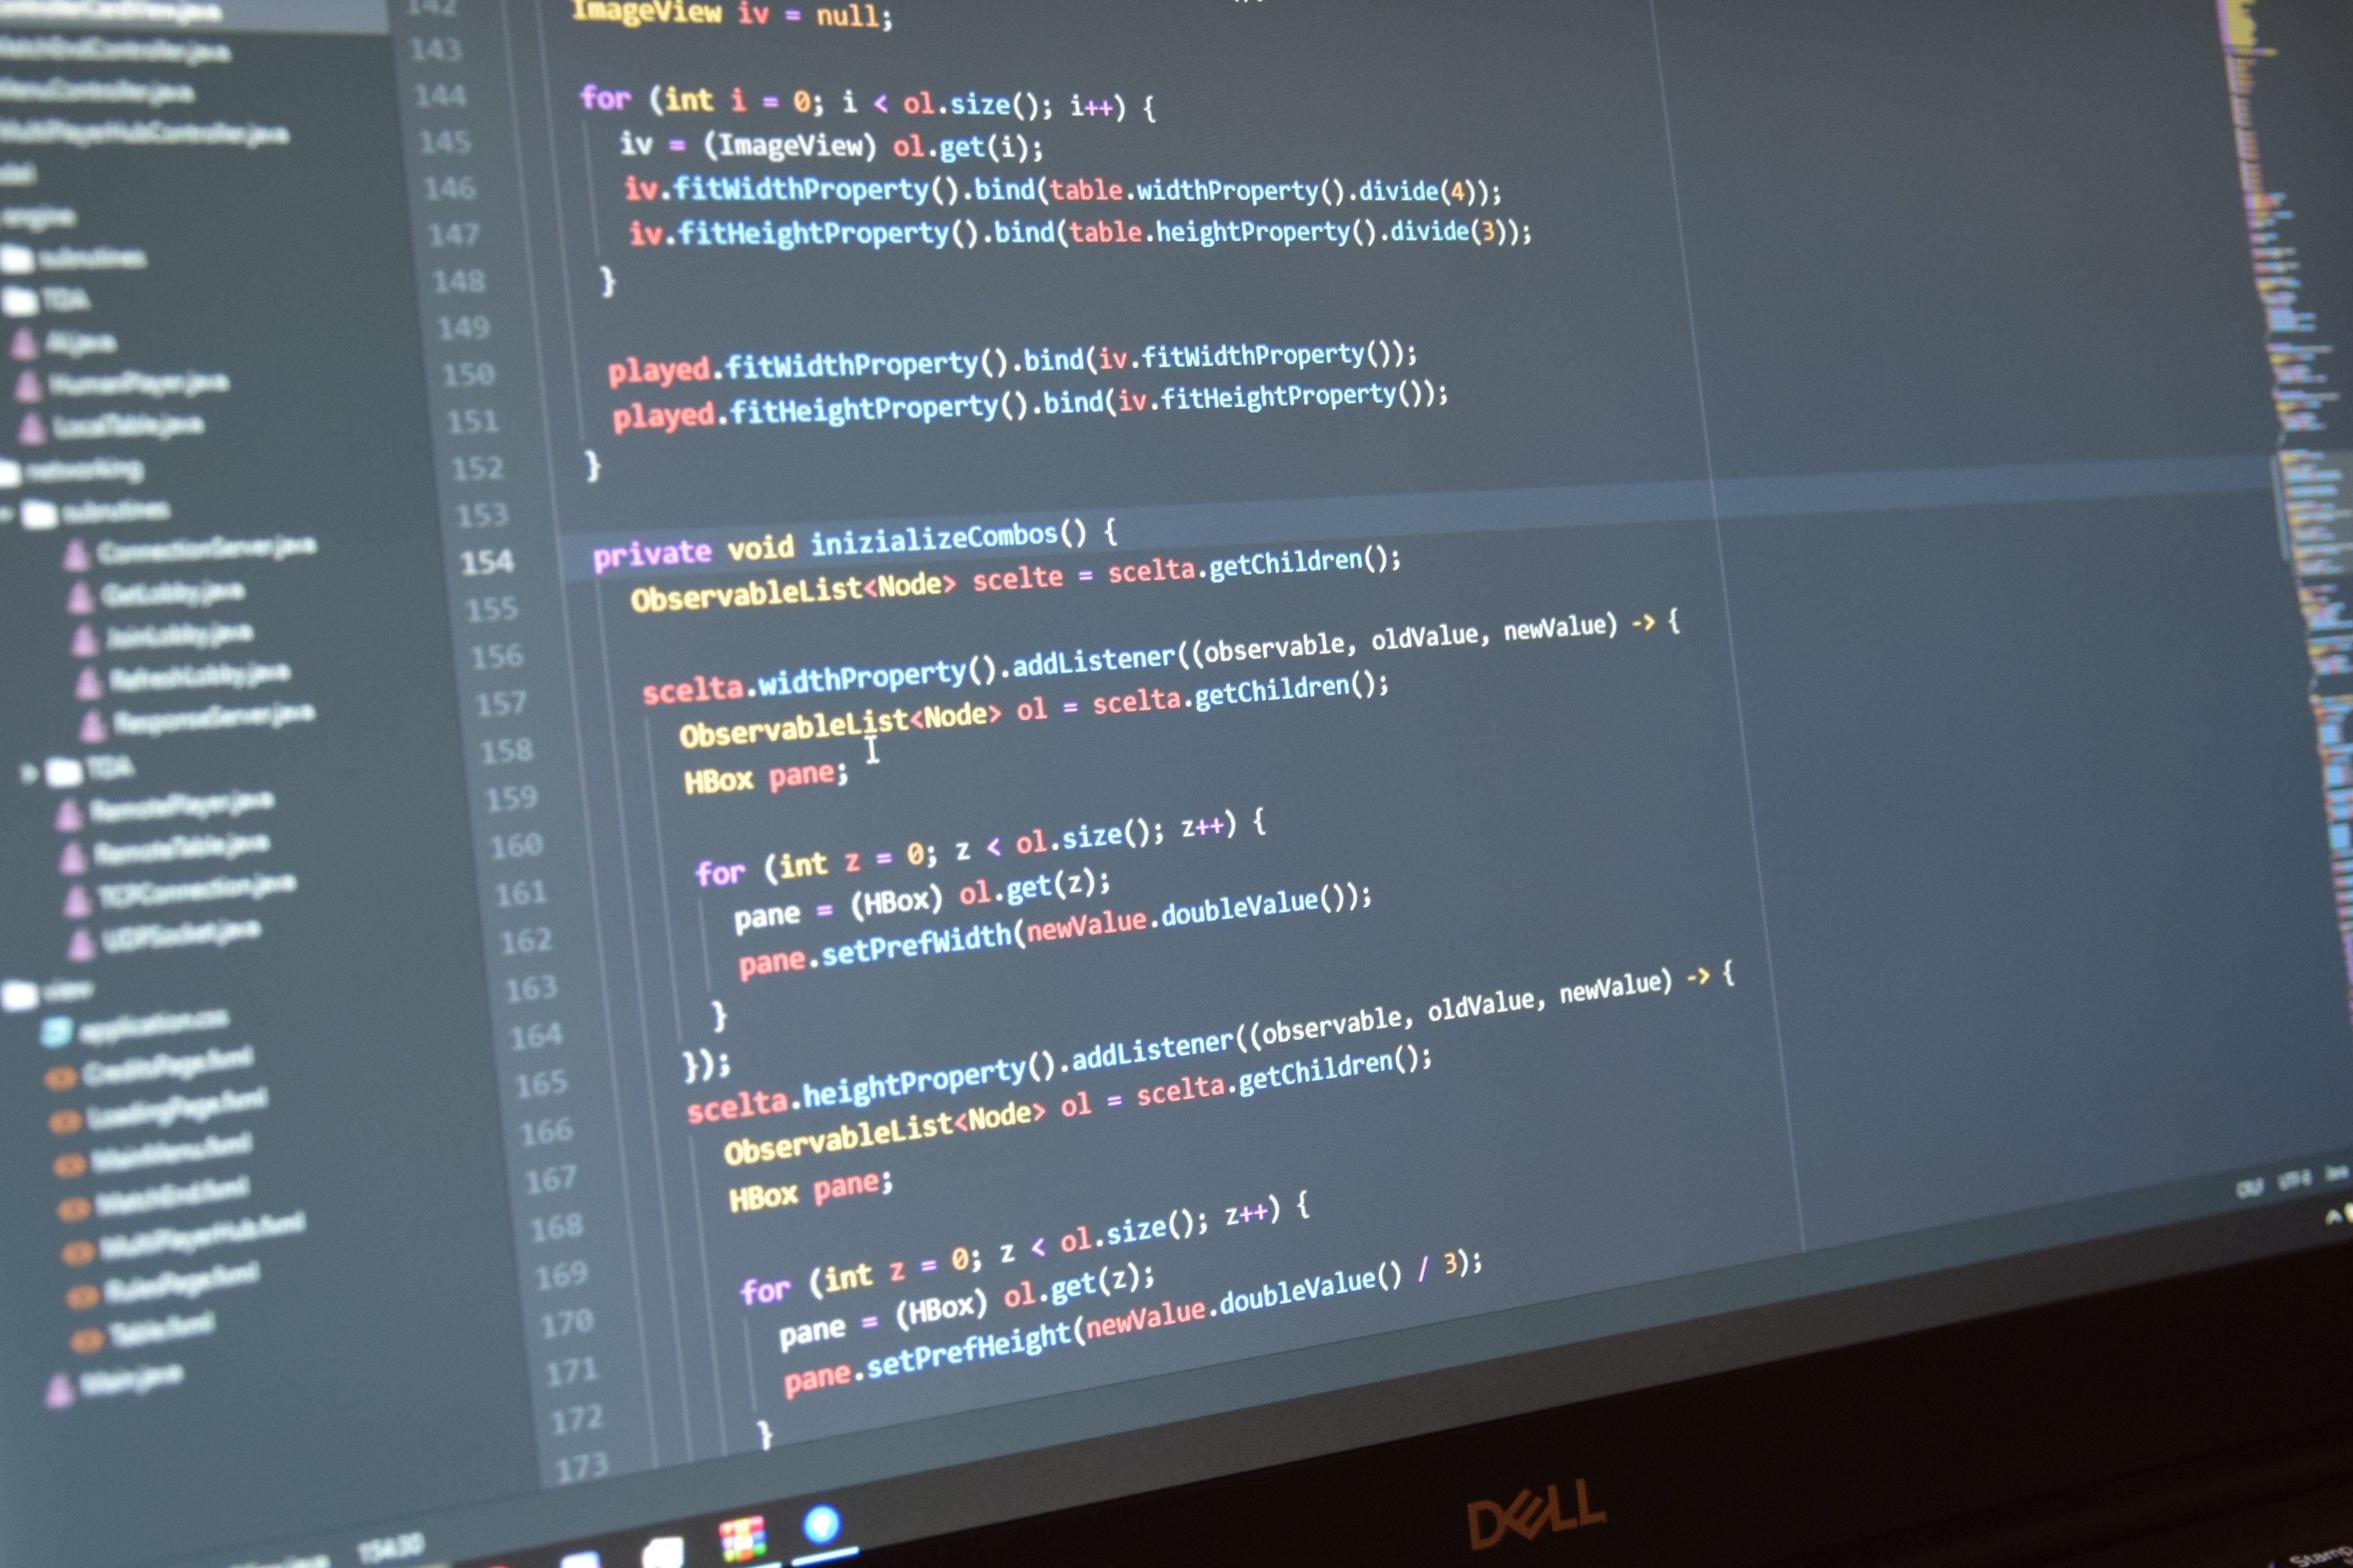 142 ImageView iv = null;
143
144 for (int i = 0; i < ol.size(); i++) {
145 iv = (ImageView) ol.get(i);
146 iv.fitWidthProperty().bind(table.widthProperty().divide(4));
147 iv.fitHeightProperty().bind(table.heightProperty().divide(3));
148 }
149
150 played.fitWidthProperty().bind(iv.fitWidthProperty());
151 played.fitHeightProperty().bind(iv.fitHeightProperty());
152 }
153
154 private void inizializeCombos() {
155 ObservableList<Node> scelte = scelta.getChildren();
156
157 scelta.widthProperty().addListener((observable, oldValue, newValue) -> {
158 ObservableList<Node> ol = scelta.getChildren();
159 HBox pane;
160
161 for (int z = 0; z < ol.size(); z++) {
162 pane = (HBox) ol.get(z);
163 pane.setPrefWidth(newValue.doubleValue());
164 }
165 });
166 scelta.heightProperty().addListener((observable, oldValue, newValue) -> {
167 ObservableList<Node> ol = scelta.getChildren();
168 HBox pane;
169
170 for (int z = 0; z < ol.size(); z++) {
171 pane = (HBox) ol.get(z);
172 pane.setPrefHeight(newValue.doubleValue() / 3);
173 }
MatchEndController.java
MenuController.java
MultiPlayerHubController.java
engine
subrutines
TDA
AI.java
HumanPlayer.java
LocalTable.java
networking
subrutines
ConnectionServer.java
GetLobby.java
JoinLobby.java
RefreshLobby.java
ResponseServer.java
TDA
RemotePlayer.java
RemoteTable.java
TCPConnection.java
UDPSocket.java
view
application.css
CreditsPage.fxml
LoadingPage.fxml
MainMenu.fxml
MatchEnd.fxml
MultiPlayerHub.fxml
RulesPage.fxml
Table.fxml
Main.java
154:30
CRLF UTF-8 Java
DELL
Stamp